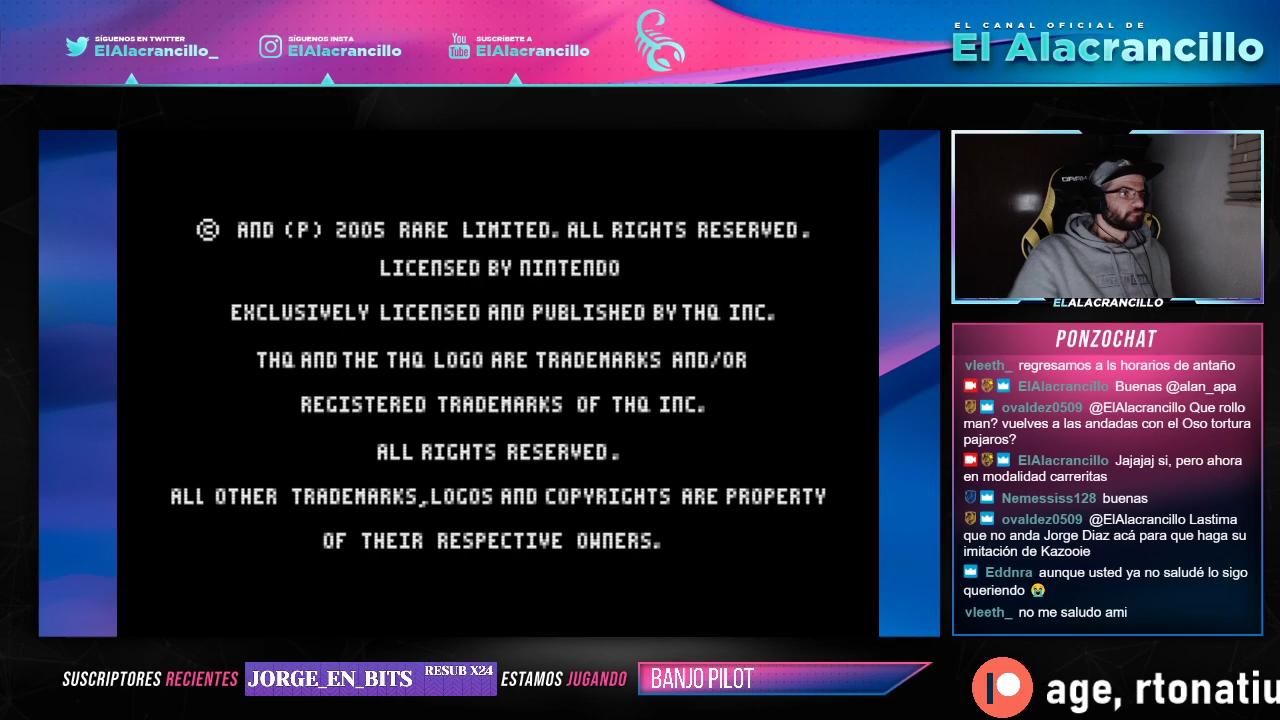 SÍGUENOS EN TWITTER
ElAlacrancillo_
SÍGUENOS INSTA
ElAlacrancillo
You
Tube
SUSCRÍBETE A
ElAlacrancillo
EL CANAL OFICIAL DE
El Alacrancillo
© AND (P) 2005 RARE LIMITED. ALL RIGHTS RESERVED.
LICENSED BY NINTENDO
EXCLUSIVELY LICENSED AND PUBLISHED BY THQ INC.
THQ AND THE THQ LOGO ARE TRADEMARKS AND/OR
REGISTERED TRADEMARKS OF THQ INC.
ALL RIGHTS RESERVED.
ALL OTHER TRADEMARKS, LOGOS AND COPYRIGHTS ARE PROPERTY
OF THEIR RESPECTIVE OWNERS.
ELALACRANCILLO
PONZOCHAT
vleeth_ regresamos a ls horarios de antaño
ElAlacrancillo Buenas @alan_apa
ovaldez0509 @ElAlacrancillo Que rollo
man? vuelves a las andadas con el Oso tortura
pajaros?
ElAlacrancillo Jajajaj si, pero ahora
en modalidad carreritas
Nemessiss128 buenas
ovaldez0509 @ElAlacrancillo Lastima
que no anda Jorge Diaz acá para que haga su
imitación de Kazooie
Eddnra aunque usted ya no saludé lo sigo
queriendo 😭
vleeth_ no me saludo ami
SUSCRIPTORES RECIENTES
JORGE_EN_BITS
RESUB X24
ESTAMOS JUGANDO
BANJO PILOT
age, rtonatiu